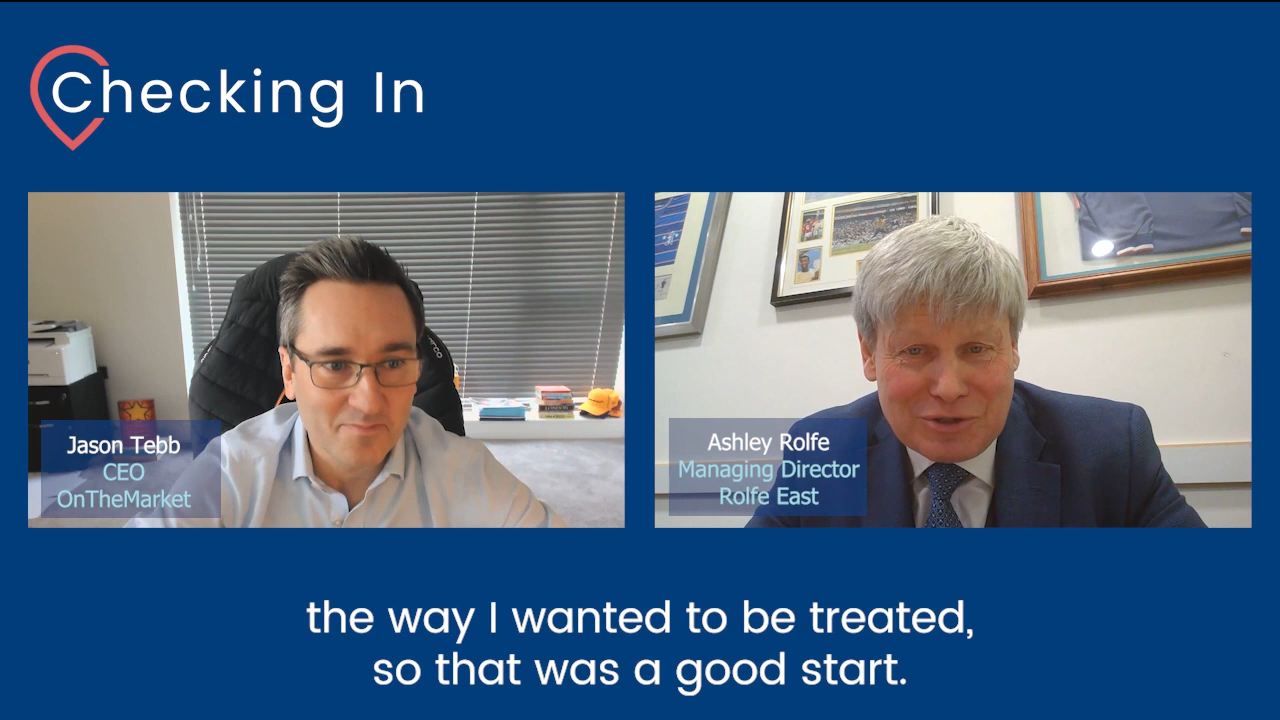 Checking In
Jason Tebb
CEO
OnTheMarket
Ashley Rolfe
Managing Director
Rolfe East
the way I wanted to be treated,
so that was a good start.